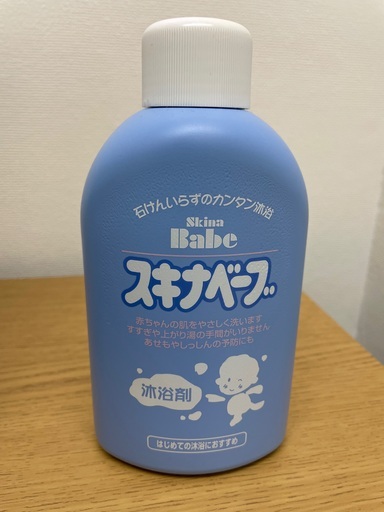 石けんいらずのカンタン沐浴
Skina
Babe
スキナベーブ
赤ちゃんの肌をやさしく洗います
すすぎや上がり湯の手間がいりません
あせもやしっしんの予防にも
沐浴剤
はじめての沐浴におすすめ